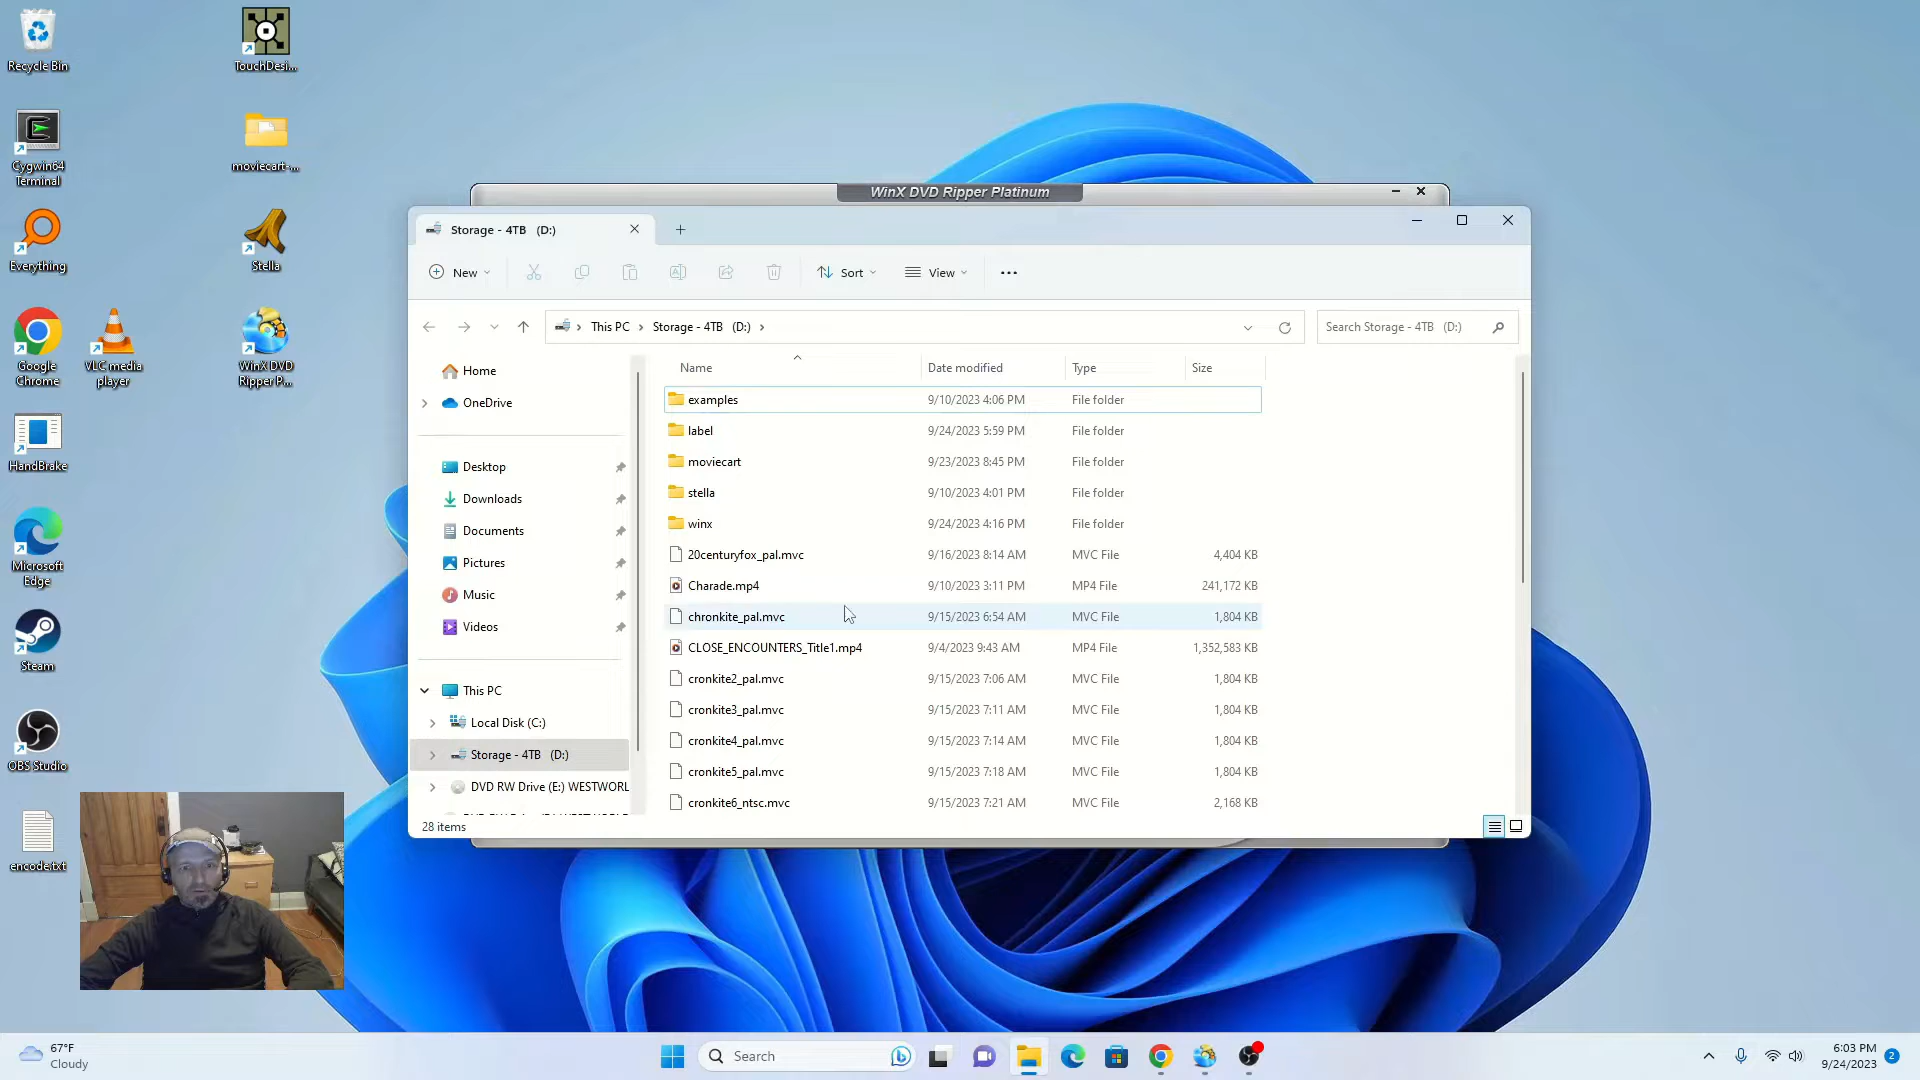 Recycle Bin
TouchDesi...
Cygwin64
Terminal
moviecart-...
Everything
Stella
Google
Chrome
VLC media
player
WinX DVD
Ripper P...
HandBrake
Microsoft
Edge
Steam
OBS Studio
encode.txt
WinX DVD Ripper Platinum
Storage - 4TB (D:)
New
Sort
View
This PC
Storage - 4TB (D:)
Search Storage - 4TB (D:)
Home
OneDrive
Desktop
Downloads
Documents
Pictures
Music
Videos
This PC
Local Disk (C:)
Storage - 4TB (D:)
DVD RW Drive (E:) WESTWORL
Name Date modified Type Size
examples 9/10/2023 4:06 PM File folder
label 9/24/2023 5:59 PM File folder
moviecart 9/23/2023 8:45 PM File folder
stella 9/10/2023 4:01 PM File folder
winx 9/24/2023 4:16 PM File folder
20centuryfox_pal.mvc 9/16/2023 8:14 AM MVC File 4,404 KB
Charade.mp4 9/10/2023 3:11 PM MP4 File 241,172 KB
chronkite_pal.mvc 9/15/2023 6:54 AM MVC File 1,804 KB
CLOSE_ENCOUNTERS_Title1.mp4 9/4/2023 9:43 AM MP4 File 1,352,583 KB
cronkite2_pal.mvc 9/15/2023 7:06 AM MVC File 1,804 KB
cronkite3_pal.mvc 9/15/2023 7:11 AM MVC File 1,804 KB
cronkite4_pal.mvc 9/15/2023 7:14 AM MVC File 1,804 KB
cronkite5_pal.mvc 9/15/2023 7:18 AM MVC File 1,804 KB
cronkite6_ntsc.mvc 9/15/2023 7:21 AM MVC File 2,168 KB
28 items
67°F
Cloudy
Search
6:03 PM
9/24/2023
2